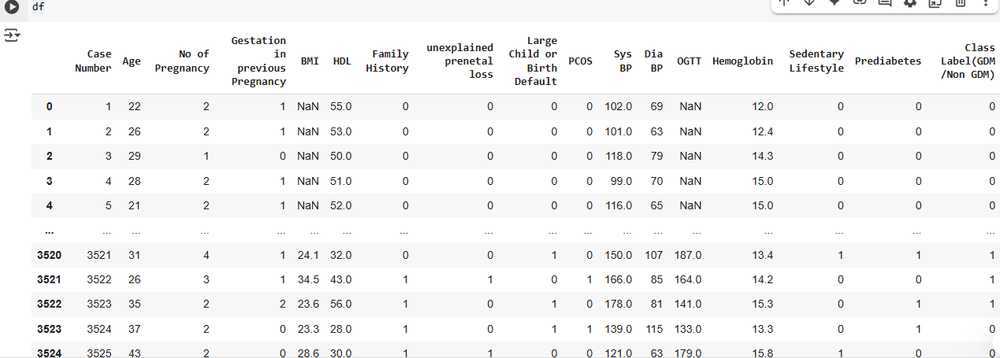 df
Case Number Age No of Pregnancy Gestation in previous Pregnancy BMI HDL Family History unexplained prenetal loss Large Child or Birth Default PCOS Sys BP Dia BP OGTT Hemoglobin Sedentary Lifestyle Prediabetes Class Label(GDM /Non GDM)
0 1 22 2 1 NaN 55.0 0 0 0 0 102.0 69 NaN 12.0 0 0 0
1 2 26 2 1 NaN 53.0 0 0 0 0 101.0 63 NaN 12.4 0 0 0
2 3 29 1 0 NaN 50.0 0 0 0 0 118.0 79 NaN 14.3 0 0 0
3 4 28 2 1 NaN 51.0 0 0 0 0 99.0 70 NaN 15.0 0 0 0
4 5 21 2 1 NaN 52.0 0 0 0 0 116.0 65 NaN 15.0 0 0 0
... ... ... ... ... ... ... ... ... ... ... ... ... ... ... ... ... ...
3520 3521 31 4 1 24.1 32.0 0 0 1 0 150.0 107 187.0 13.4 1 1 1
3521 3522 26 3 1 34.5 43.0 1 1 0 1 166.0 85 164.0 14.2 0 0 1
3522 3523 35 2 2 23.6 56.0 1 0 1 0 178.0 81 141.0 15.3 0 1 1
3523 3524 37 2 0 23.3 28.0 1 0 1 1 139.0 115 133.0 13.3 0 1 0
3524 3525 43 2 0 28.6 30.0 1 1 0 0 121.0 63 179.0 15.8 1 0 0